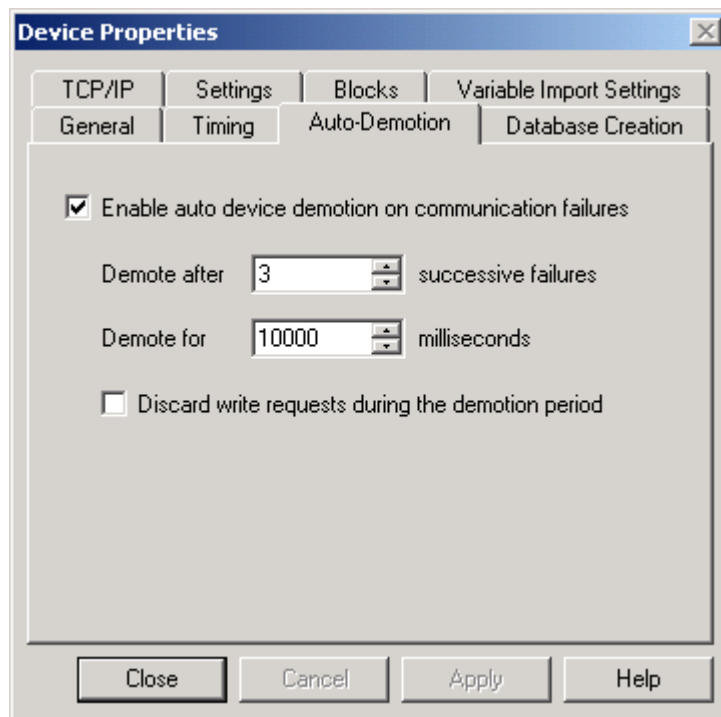 Device Properties
TCP/IP Settings Blocks Variable Import Settings
General Timing Auto-Demotion Database Creation
Enable auto device demotion on communication failures
Demote after 3 successive failures
Demote for 10000 milliseconds
Discard write requests during the demotion period
Close Cancel Apply Help